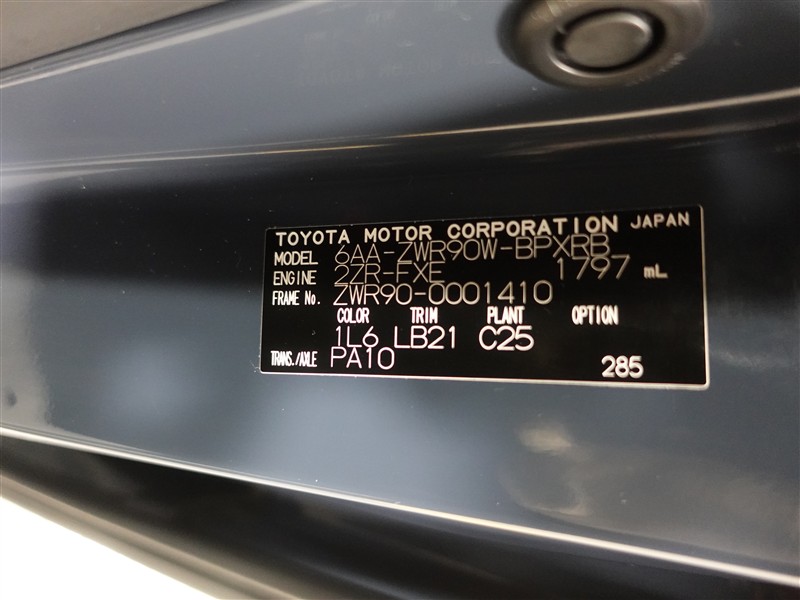 TOYOTA MOTOR CORPORATION JAPAN
MODEL 6AA-ZWR90W-BPXRB
ENGINE 2ZR-FXE 1797 mL
FRAME No. ZWR90-0001410
COLOR TRIM PLANT OPTION
1L6 LB21 C25
TRANS./AXLE PA10 285